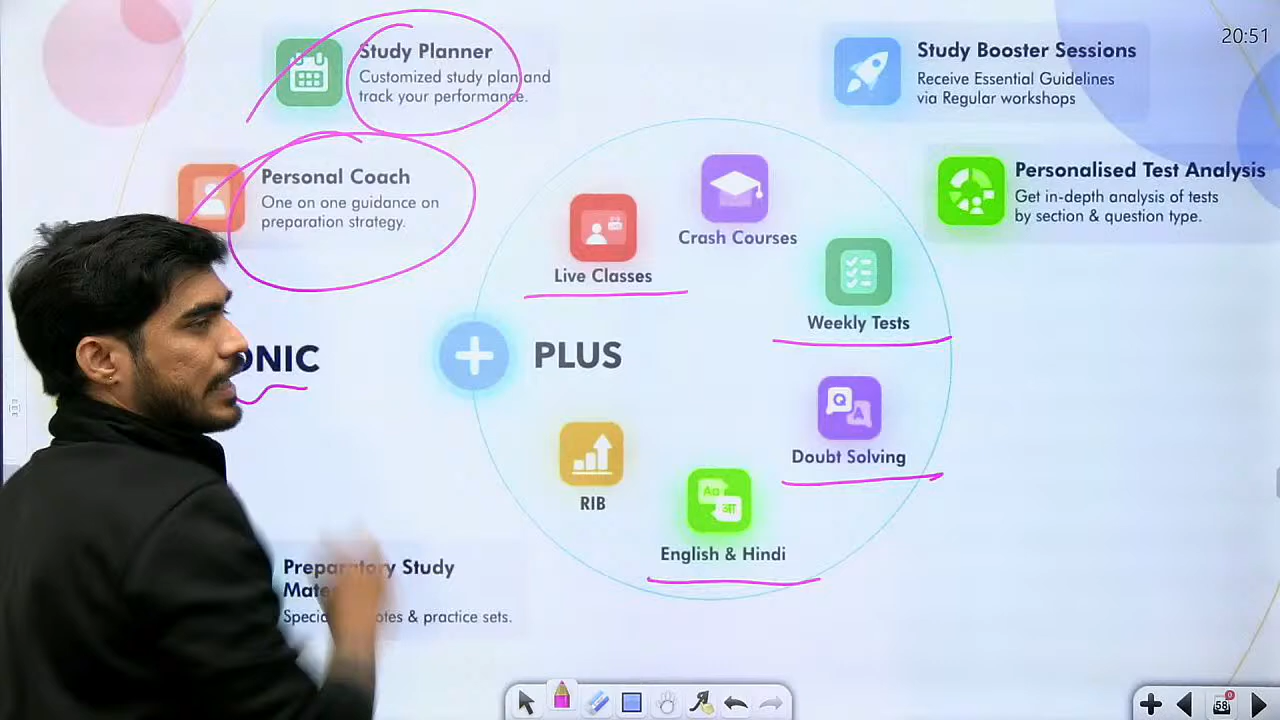 20:51
Study Planner
Customized study plan and
track your performance.
Study Booster Sessions
Receive Essential Guidelines
via Regular workshops
Personal Coach
One on one guidance on
preparation strategy.
Personalised Test Analysis
Get in-depth analysis of tests
by section & question type.
Crash Courses
Live Classes
Weekly Tests
ONIC
PLUS
Q
A
Doubt Solving
Aa
अा
RIB
English & Hindi
Preparatory Study
& practice sets.
58